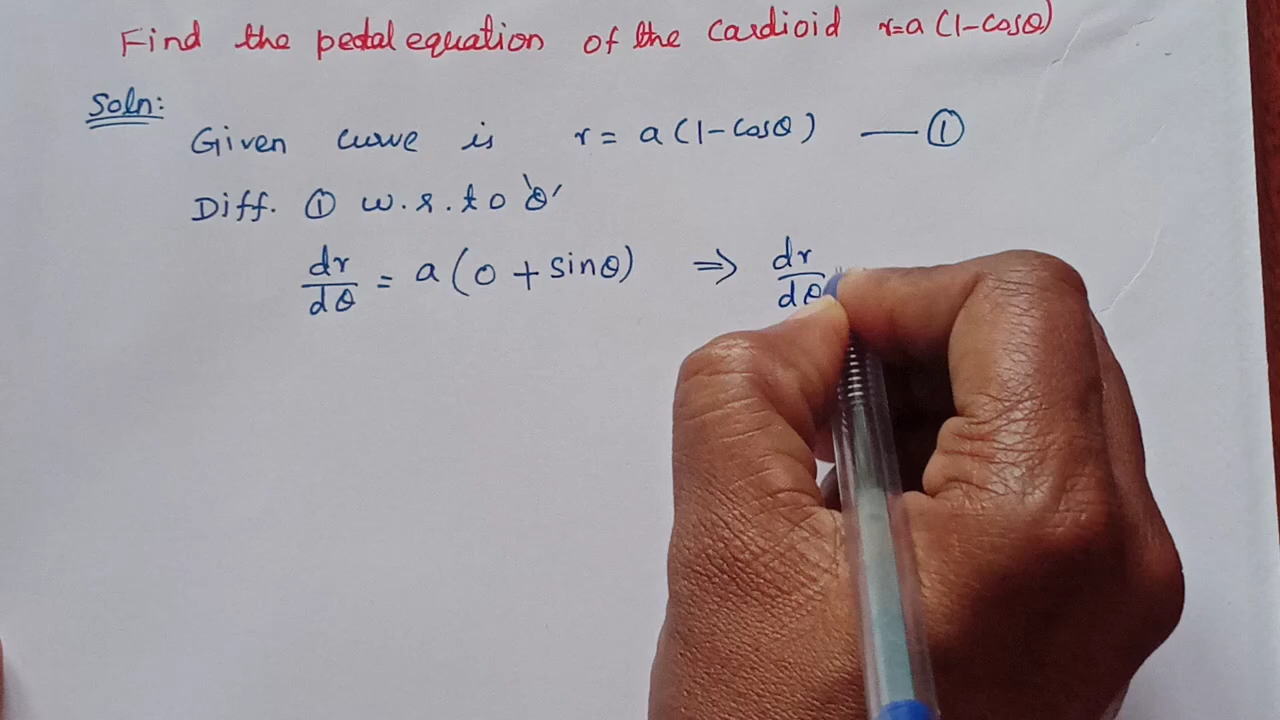 Find the pedal equation of the cardioid r=a(1-cosθ)
Soln:
Given curve is r = a(1-cosθ) — ①
Diff. ① w.r.to 'θ'
dr/dθ = a(0+sinθ) ⇒ dr/dθ